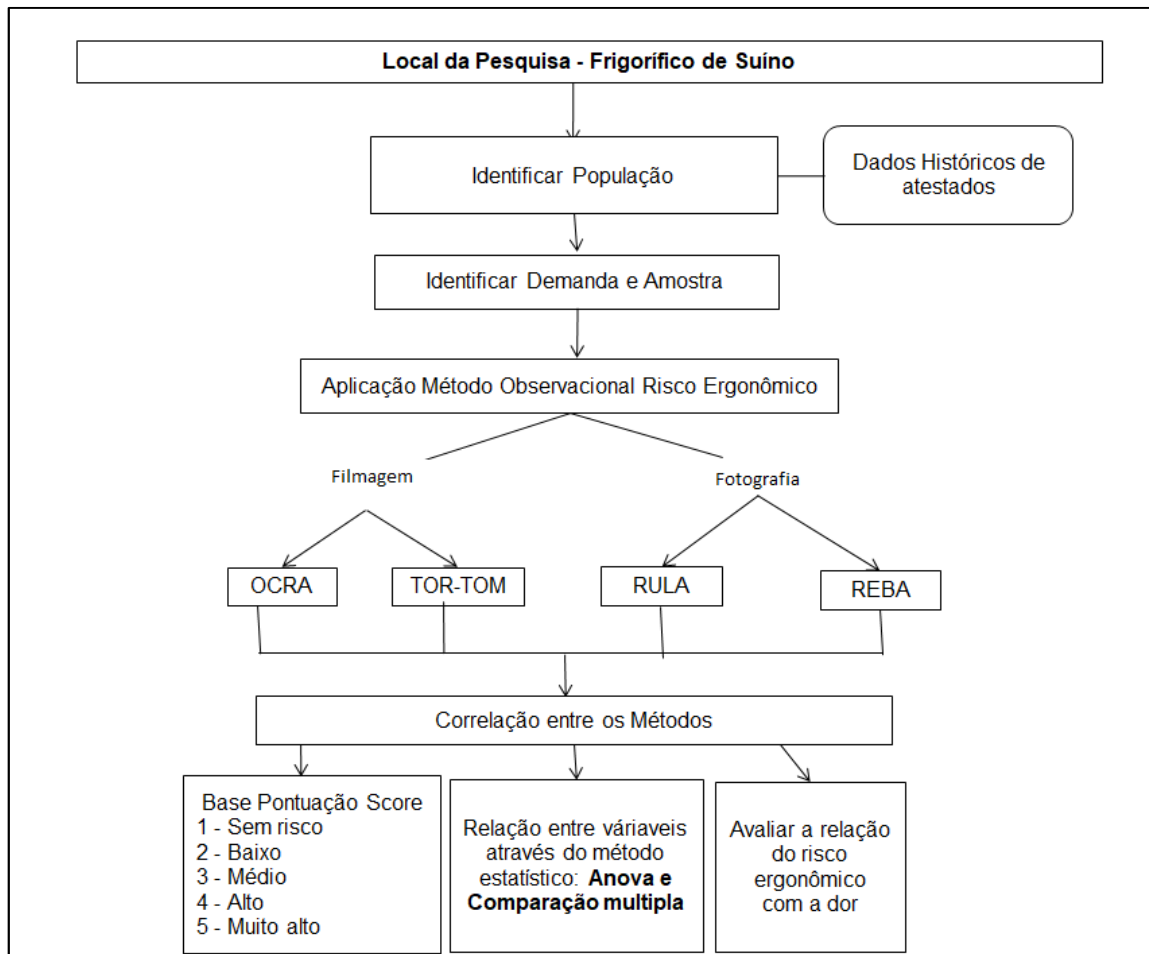 Local da Pesquisa - Frigorífico de Suíno
Identificar População
Dados Históricos de
atestados
Identificar Demanda e Amostra
Aplicação Método Observacional Risco Ergonômico
Filmagem
Fotografia
OCRA
TOR-TOM
RULA
REBA
Correlação entre os Métodos
Base Pontuação Score
1 - Sem risco
2 - Baixo
3 - Médio
4 - Alto
5 - Muito alto
Relação entre váriaveis
através do método
estatístico: Anova e
Comparação multipla
Avaliar a relação
do risco
ergonômico
com a dor